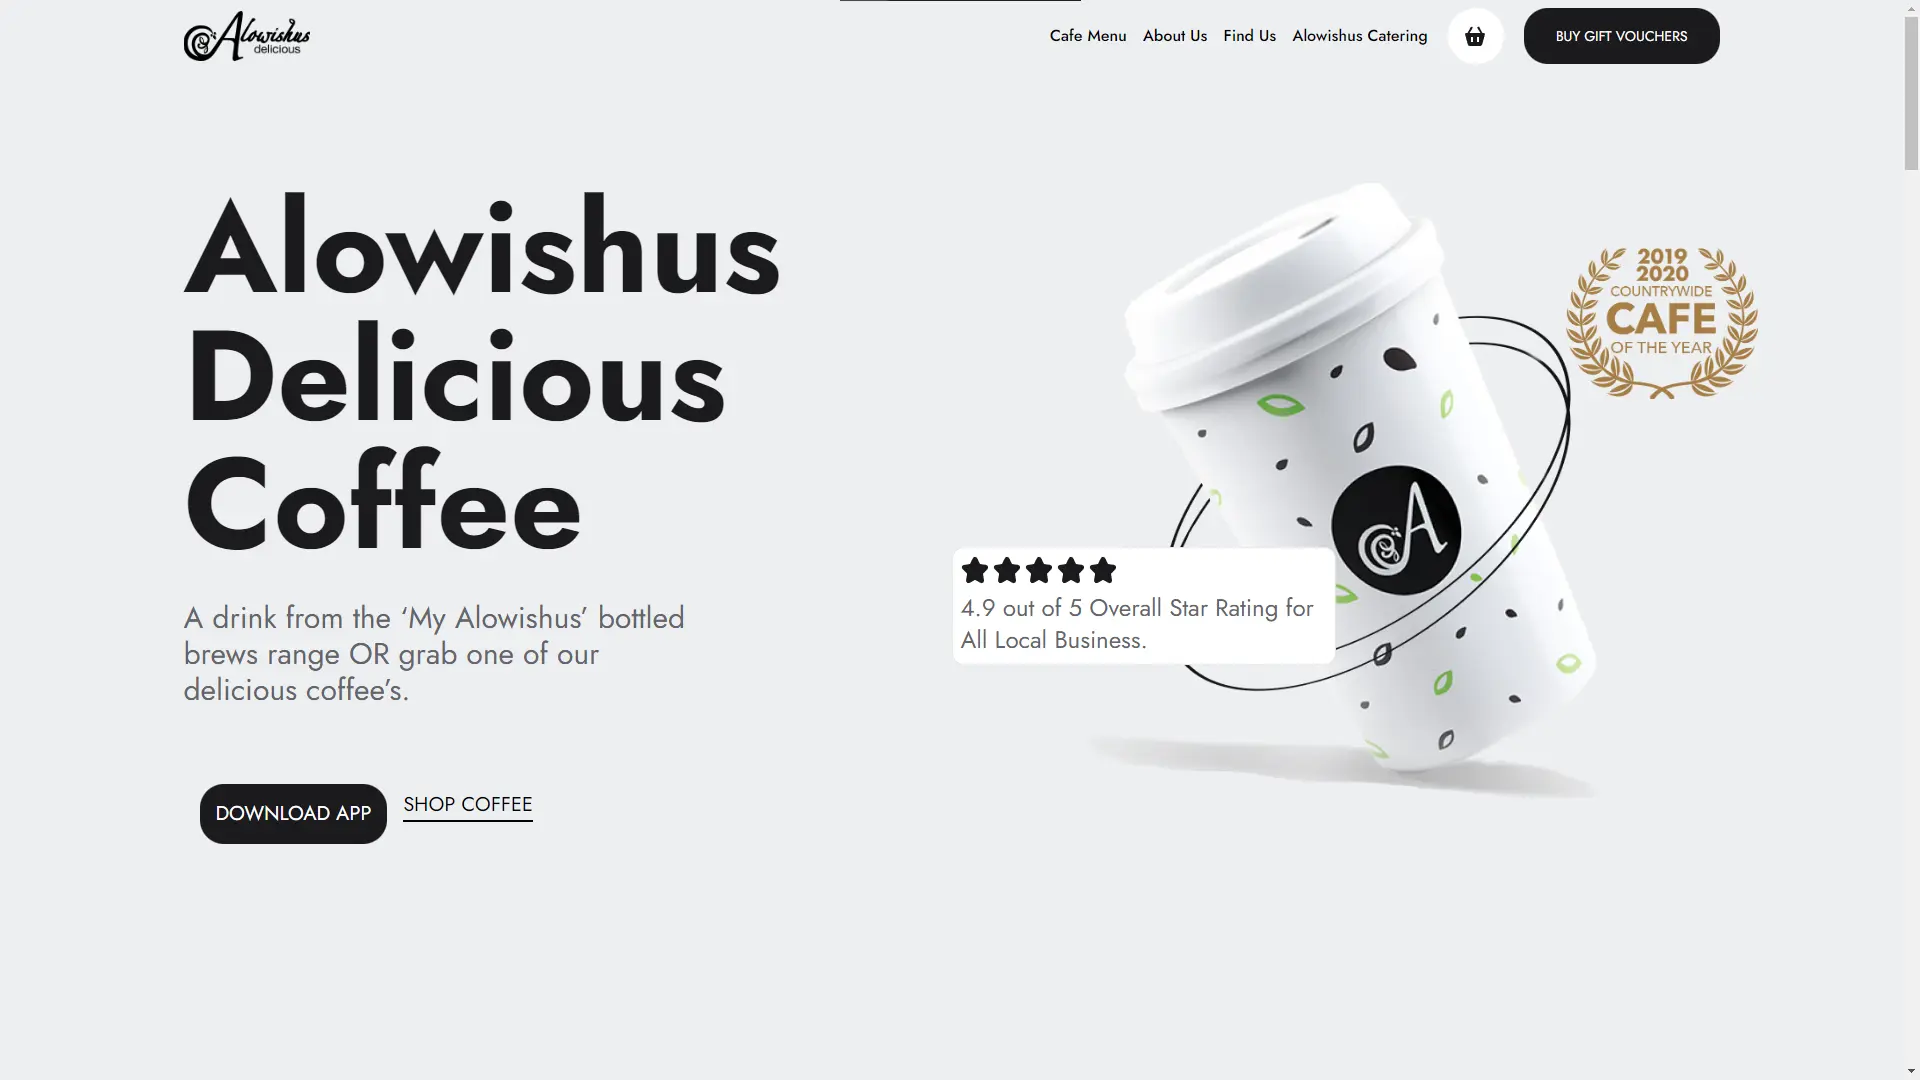 Alowishus
delicious
Cafe Menu
About Us
Find Us
Alowishus Catering
BUY GIFT VOUCHERS
Alowishus
Delicious
Coffee
A drink from the ‘My Alowishus’ bottled
brews range OR grab one of our
delicious coffee’s.
DOWNLOAD APP
SHOP COFFEE
2019
2020
COUNTRYWIDE
CAFE
OF THE YEAR
A
4.9 out of 5 Overall Star Rating for
All Local Business.